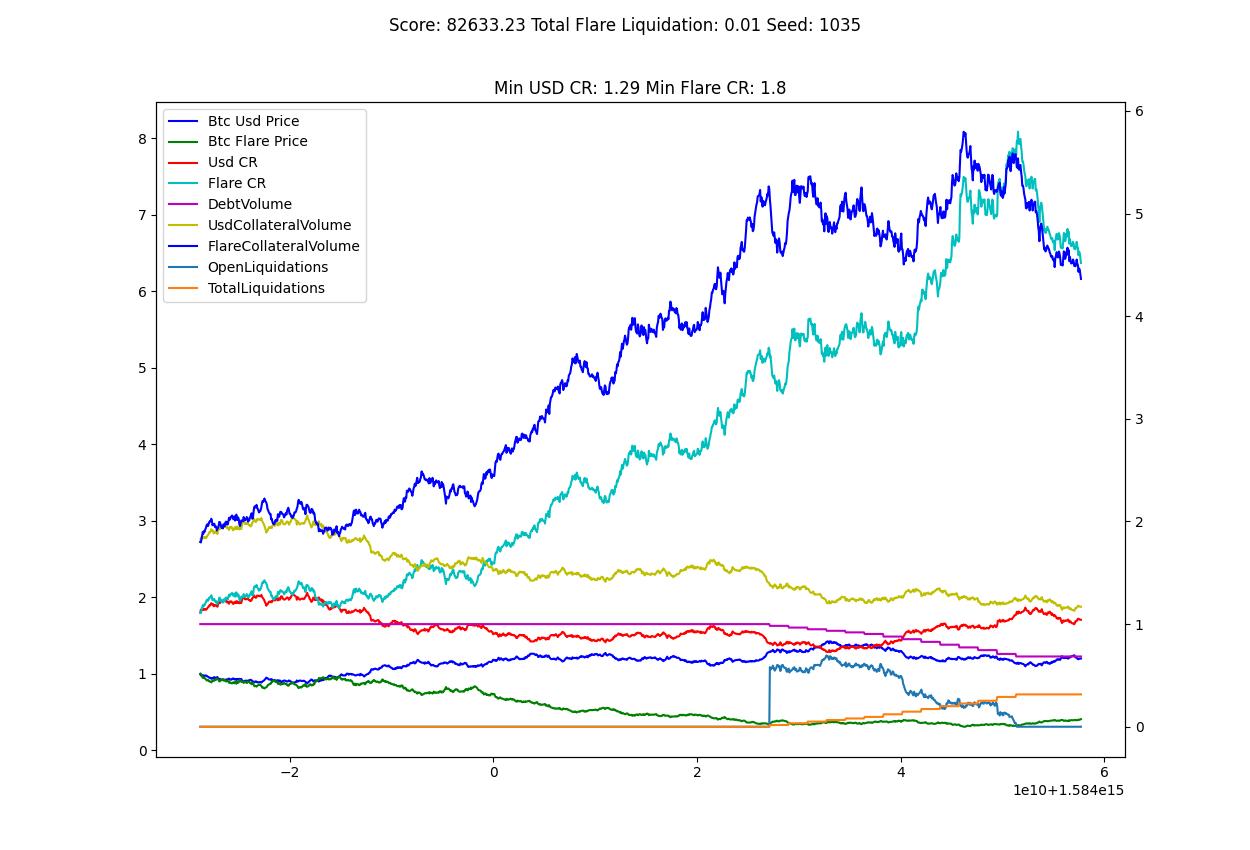 Score: 82633.23 Total Flare Liquidation: 0.01 Seed: 1035
Min USD CR: 1.29 Min Flare CR: 1.8
Btc Usd Price
Btc Flare Price
Usd CR
Flare CR
DebtVolume
UsdCollateralVolume
FlareCollateralVolume
OpenLiquidations
TotalLiquidations
8
7
6
5
4
3
2
1
0
6
5
4
3
2
1
0
−2 0 2 4 6
1e10+1.584e15